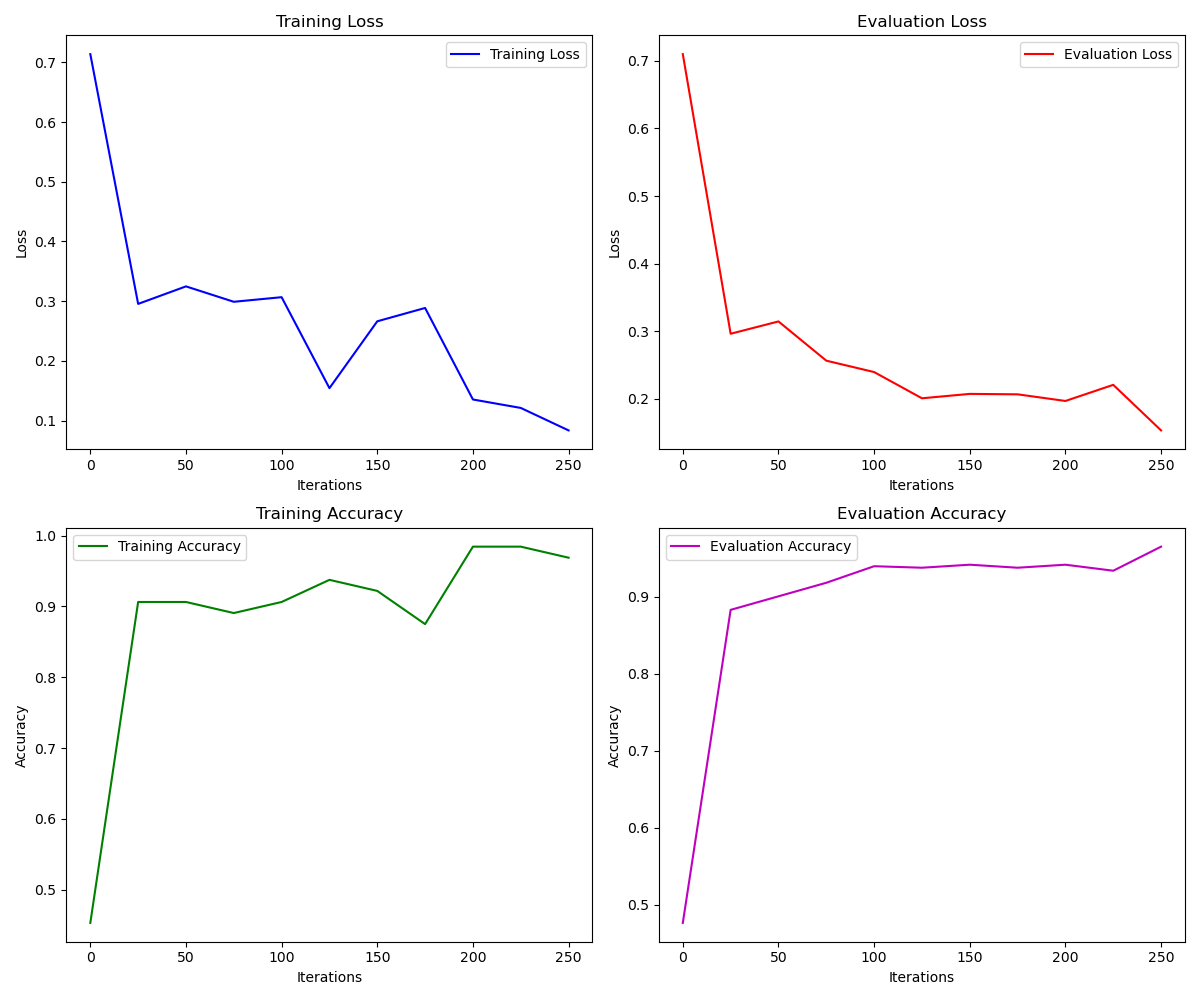 Training Loss
Training Loss
0.7
0.6
0.5
0.4
0.3
0.2
0.1
Loss
0 50 100 150 200 250
Iterations
Evaluation Loss
Evaluation Loss
0.7
0.6
0.5
0.4
0.3
0.2
Loss
0 50 100 150 200 250
Iterations
Training Accuracy
Training Accuracy
1.0
0.9
0.8
0.7
0.6
0.5
Accuracy
0 50 100 150 200 250
Iterations
Evaluation Accuracy
Evaluation Accuracy
0.9
0.8
0.7
0.6
0.5
Accuracy
0 50 100 150 200 250
Iterations